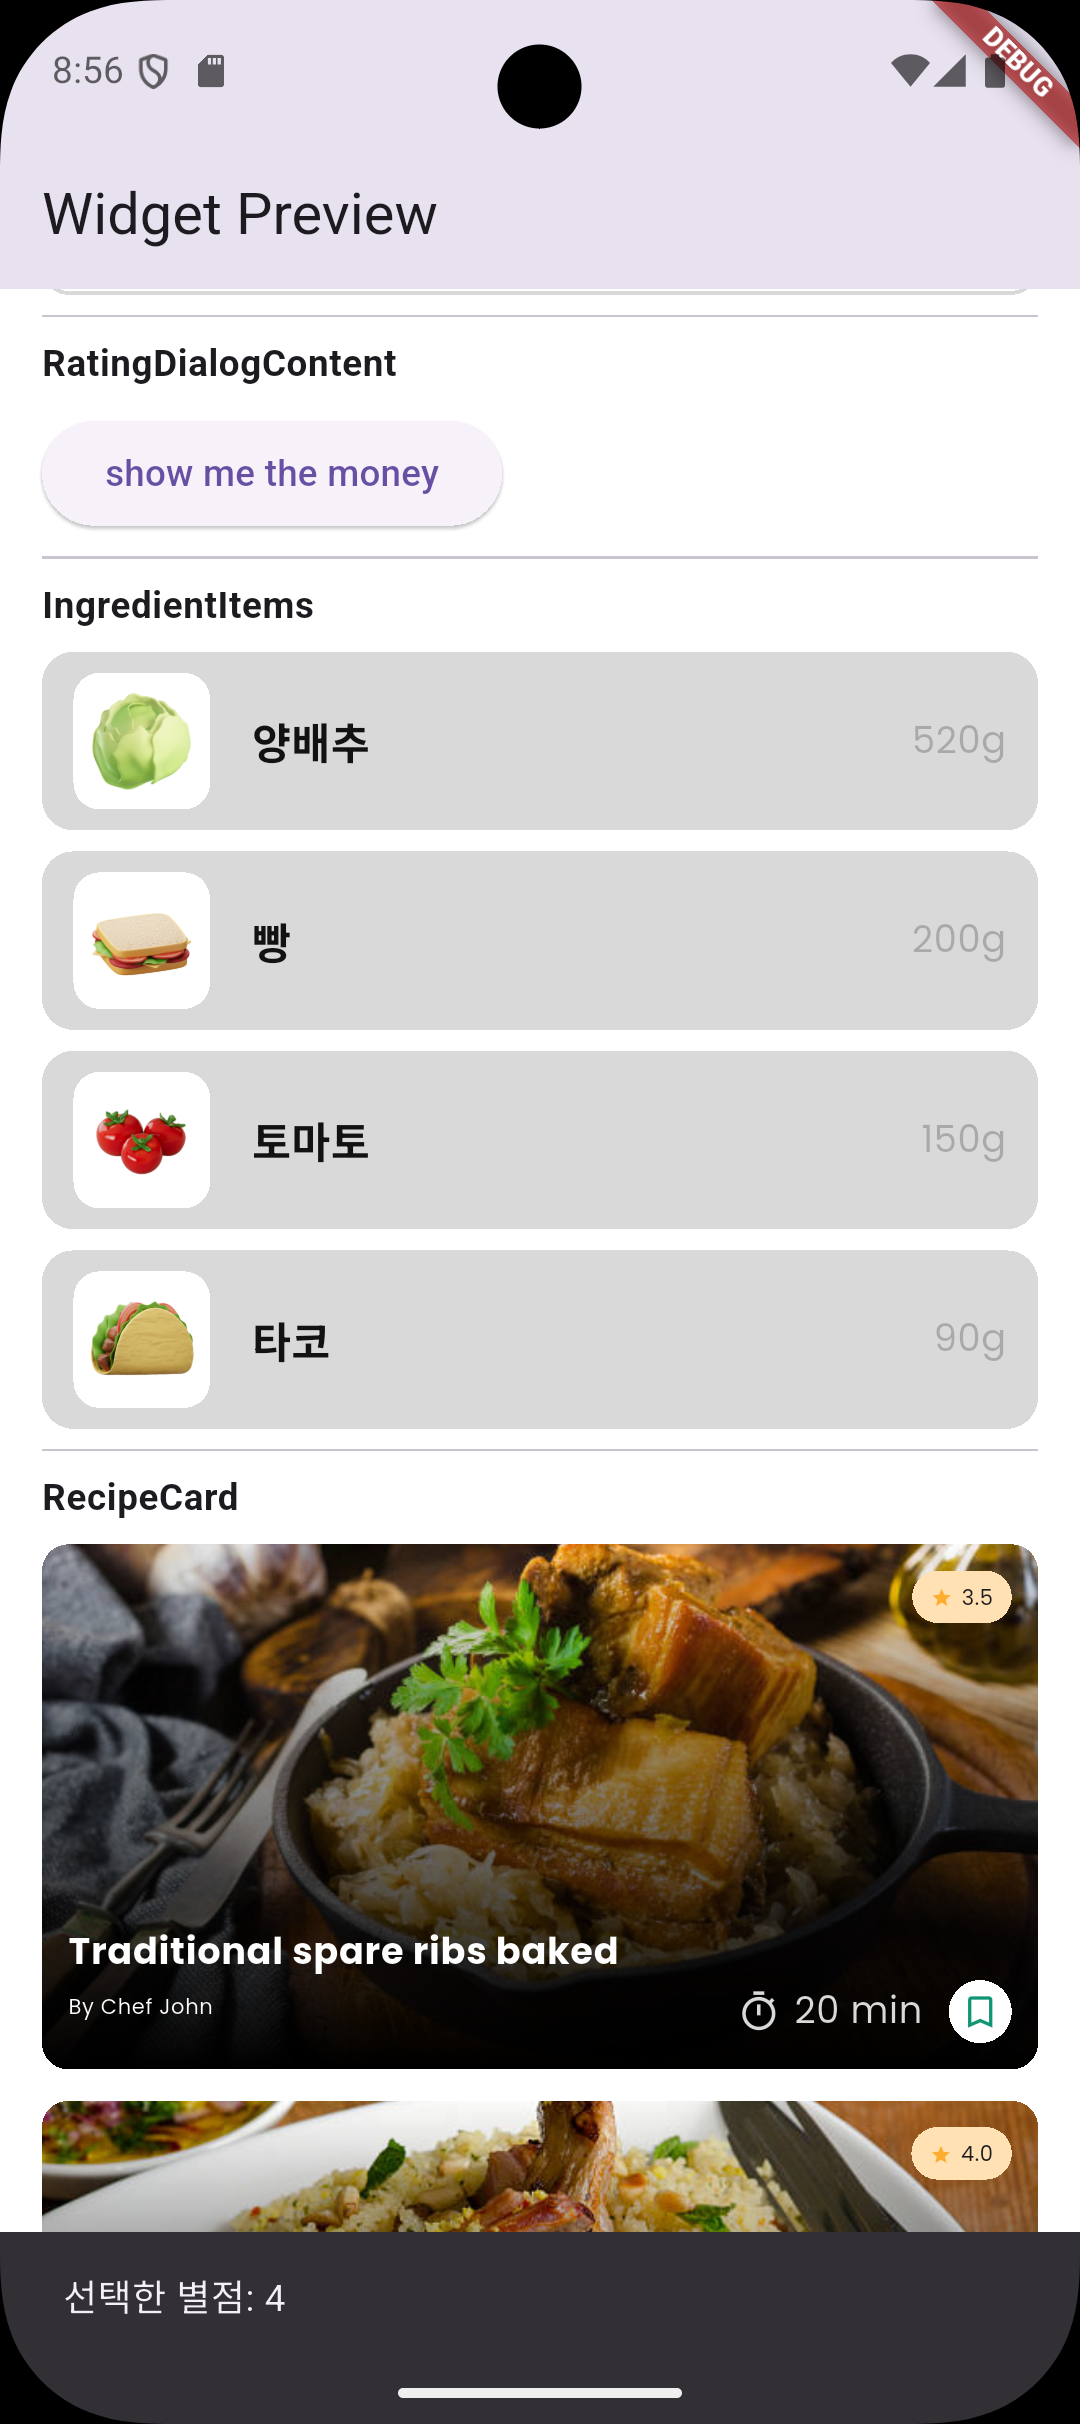 8:56
DEBUG
Widget Preview
RatingDialogContent
show me the money
IngredientItems
양배추
520g
빵
200g
토마토
150g
타코
90g
RecipeCard
3.5
Traditional spare ribs baked
By Chef John
20 min
4.0
선택한 별점: 4